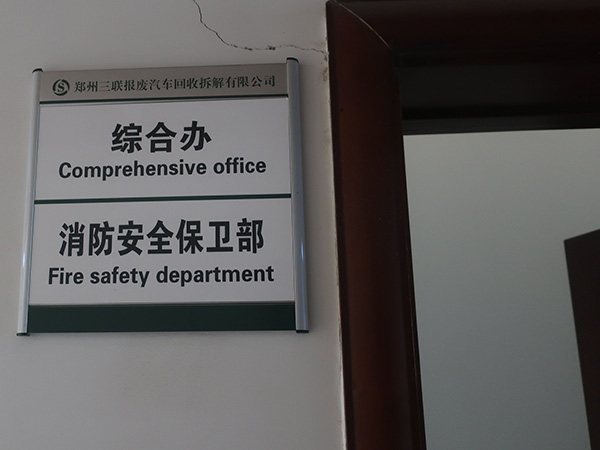 郑州三联报废汽车回收拆解有限公司
综合办
Comprehensive office
消防安全保卫部
Fire safety department